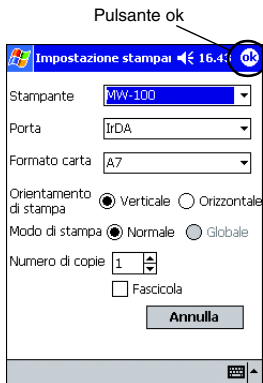 Pulsante ok
Impostazione stampai 16.43 ok
Stampante MW-100
Porta IrDA
Formato carta A7
Orientamento di stampa Verticale Orizzontale
Modo di stampa Normale Globale
Numero di copie 1
Fascicola
Annulla